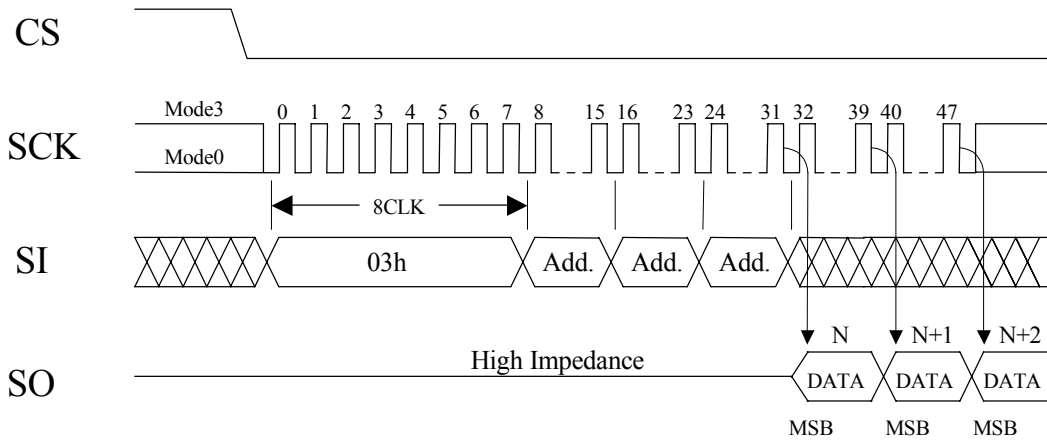 CS
Mode3 0 1 2 3 4 5 6 7 8 15 16 23 24 31 32 39 40 47
SCK
Mode0
8CLK
SI 03h Add. Add. Add.
N N+1 N+2
High Impedance
SO DATA DATA DATA
MSB MSB MSB